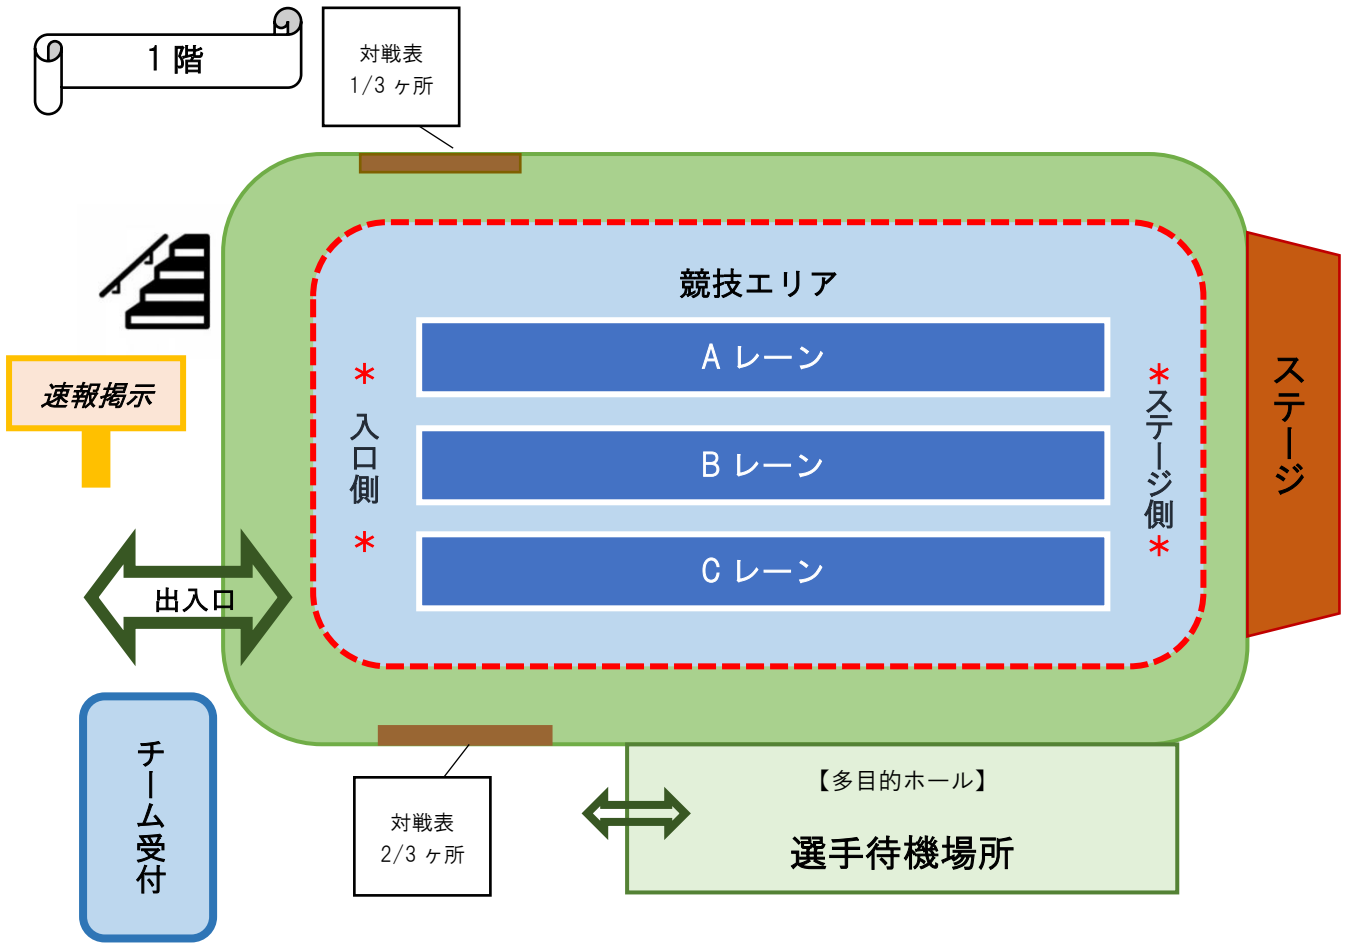 1階
対戦表
1/3ヶ所
競技エリア
Aレーン
Bレーン
Cレーン
*入口側*
*ステージ側*
ステージ
速報掲示
出入口
チーム受付
対戦表
2/3ヶ所
【多目的ホール】
選手待機場所